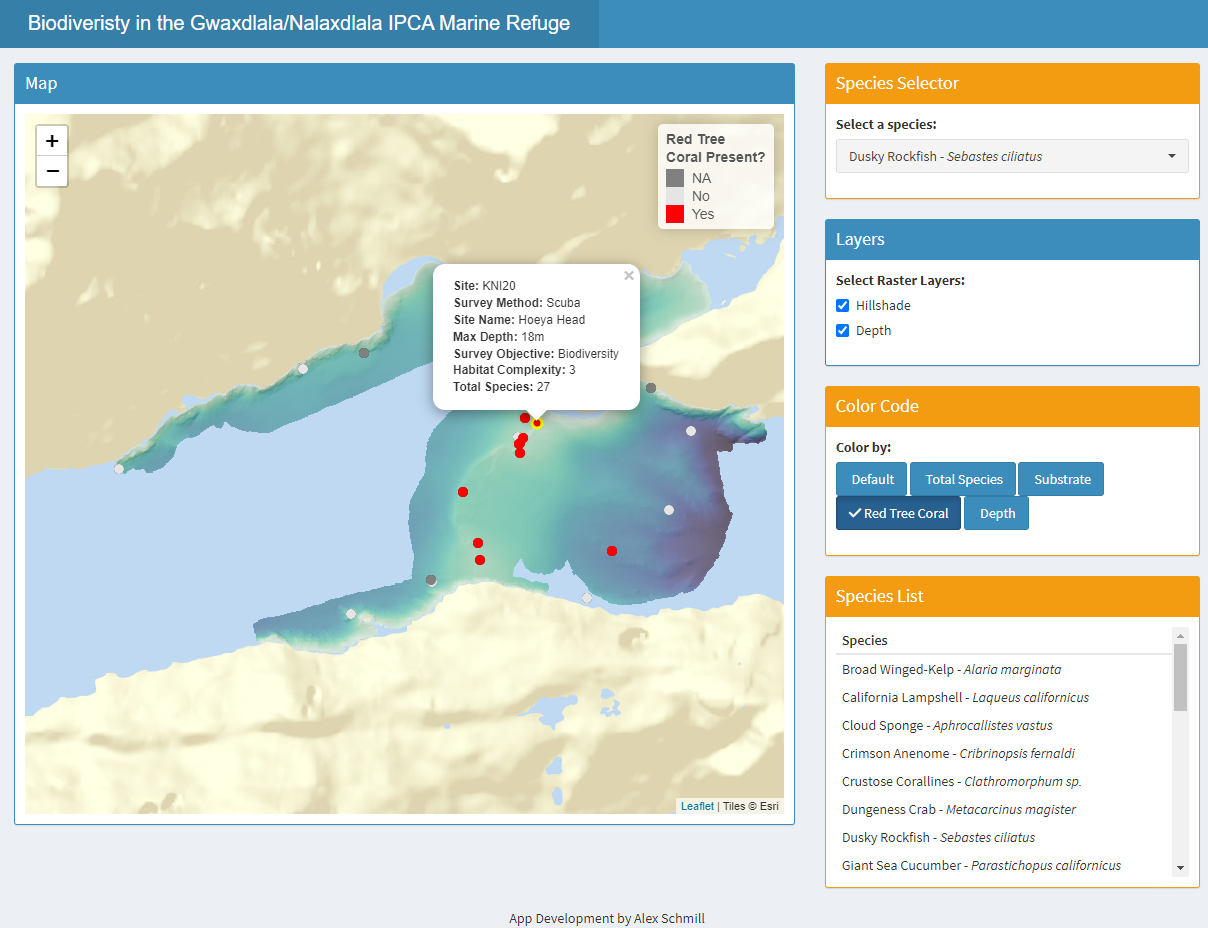 Biodiveristy in the Gwaxdlala/Nalaxdlala IPCA Marine Refuge
Map
+
−
Red Tree
Coral Present?
NA
No
Yes
×
Site: KNI20
Survey Method: Scuba
Site Name: Hoeya Head
Max Depth: 18m
Survey Objective: Biodiversity
Habitat Complexity: 3
Total Species: 27
Leaflet | Tiles © Esri
Species Selector
Select a species:
Dusky Rockfish - Sebastes ciliatus
Layers
Select Raster Layers:
Hillshade
Depth
Color Code
Color by:
Default Total Species Substrate
Red Tree Coral Depth
Species List
Species
Broad Winged-Kelp - Alaria marginata
California Lampshell - Laqueus californicus
Cloud Sponge - Aphrocallistes vastus
Crimson Anenome - Cribrinopsis fernaldi
Crustose Corallines - Clathromorphum sp.
Dungeness Crab - Metacarcinus magister
Dusky Rockfish - Sebastes ciliatus
Giant Sea Cucumber - Parastichopus californicus
App Development by Alex Schmill